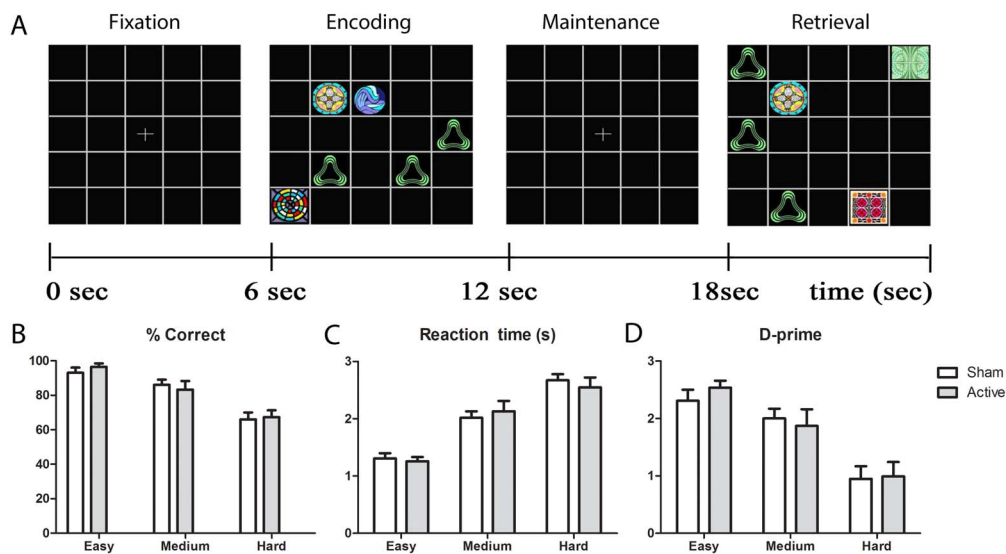 A
Fixation Encoding Maintenance Retrieval
0 sec 6 sec 12 sec 18sec time (sec)
B % Correct
100
80
60
40
20
0
Easy Medium Hard
C Reaction time (s)
3
2
1
0
Easy Medium Hard
D D-prime
3
2
1
0
Easy Medium Hard
Sham
Active